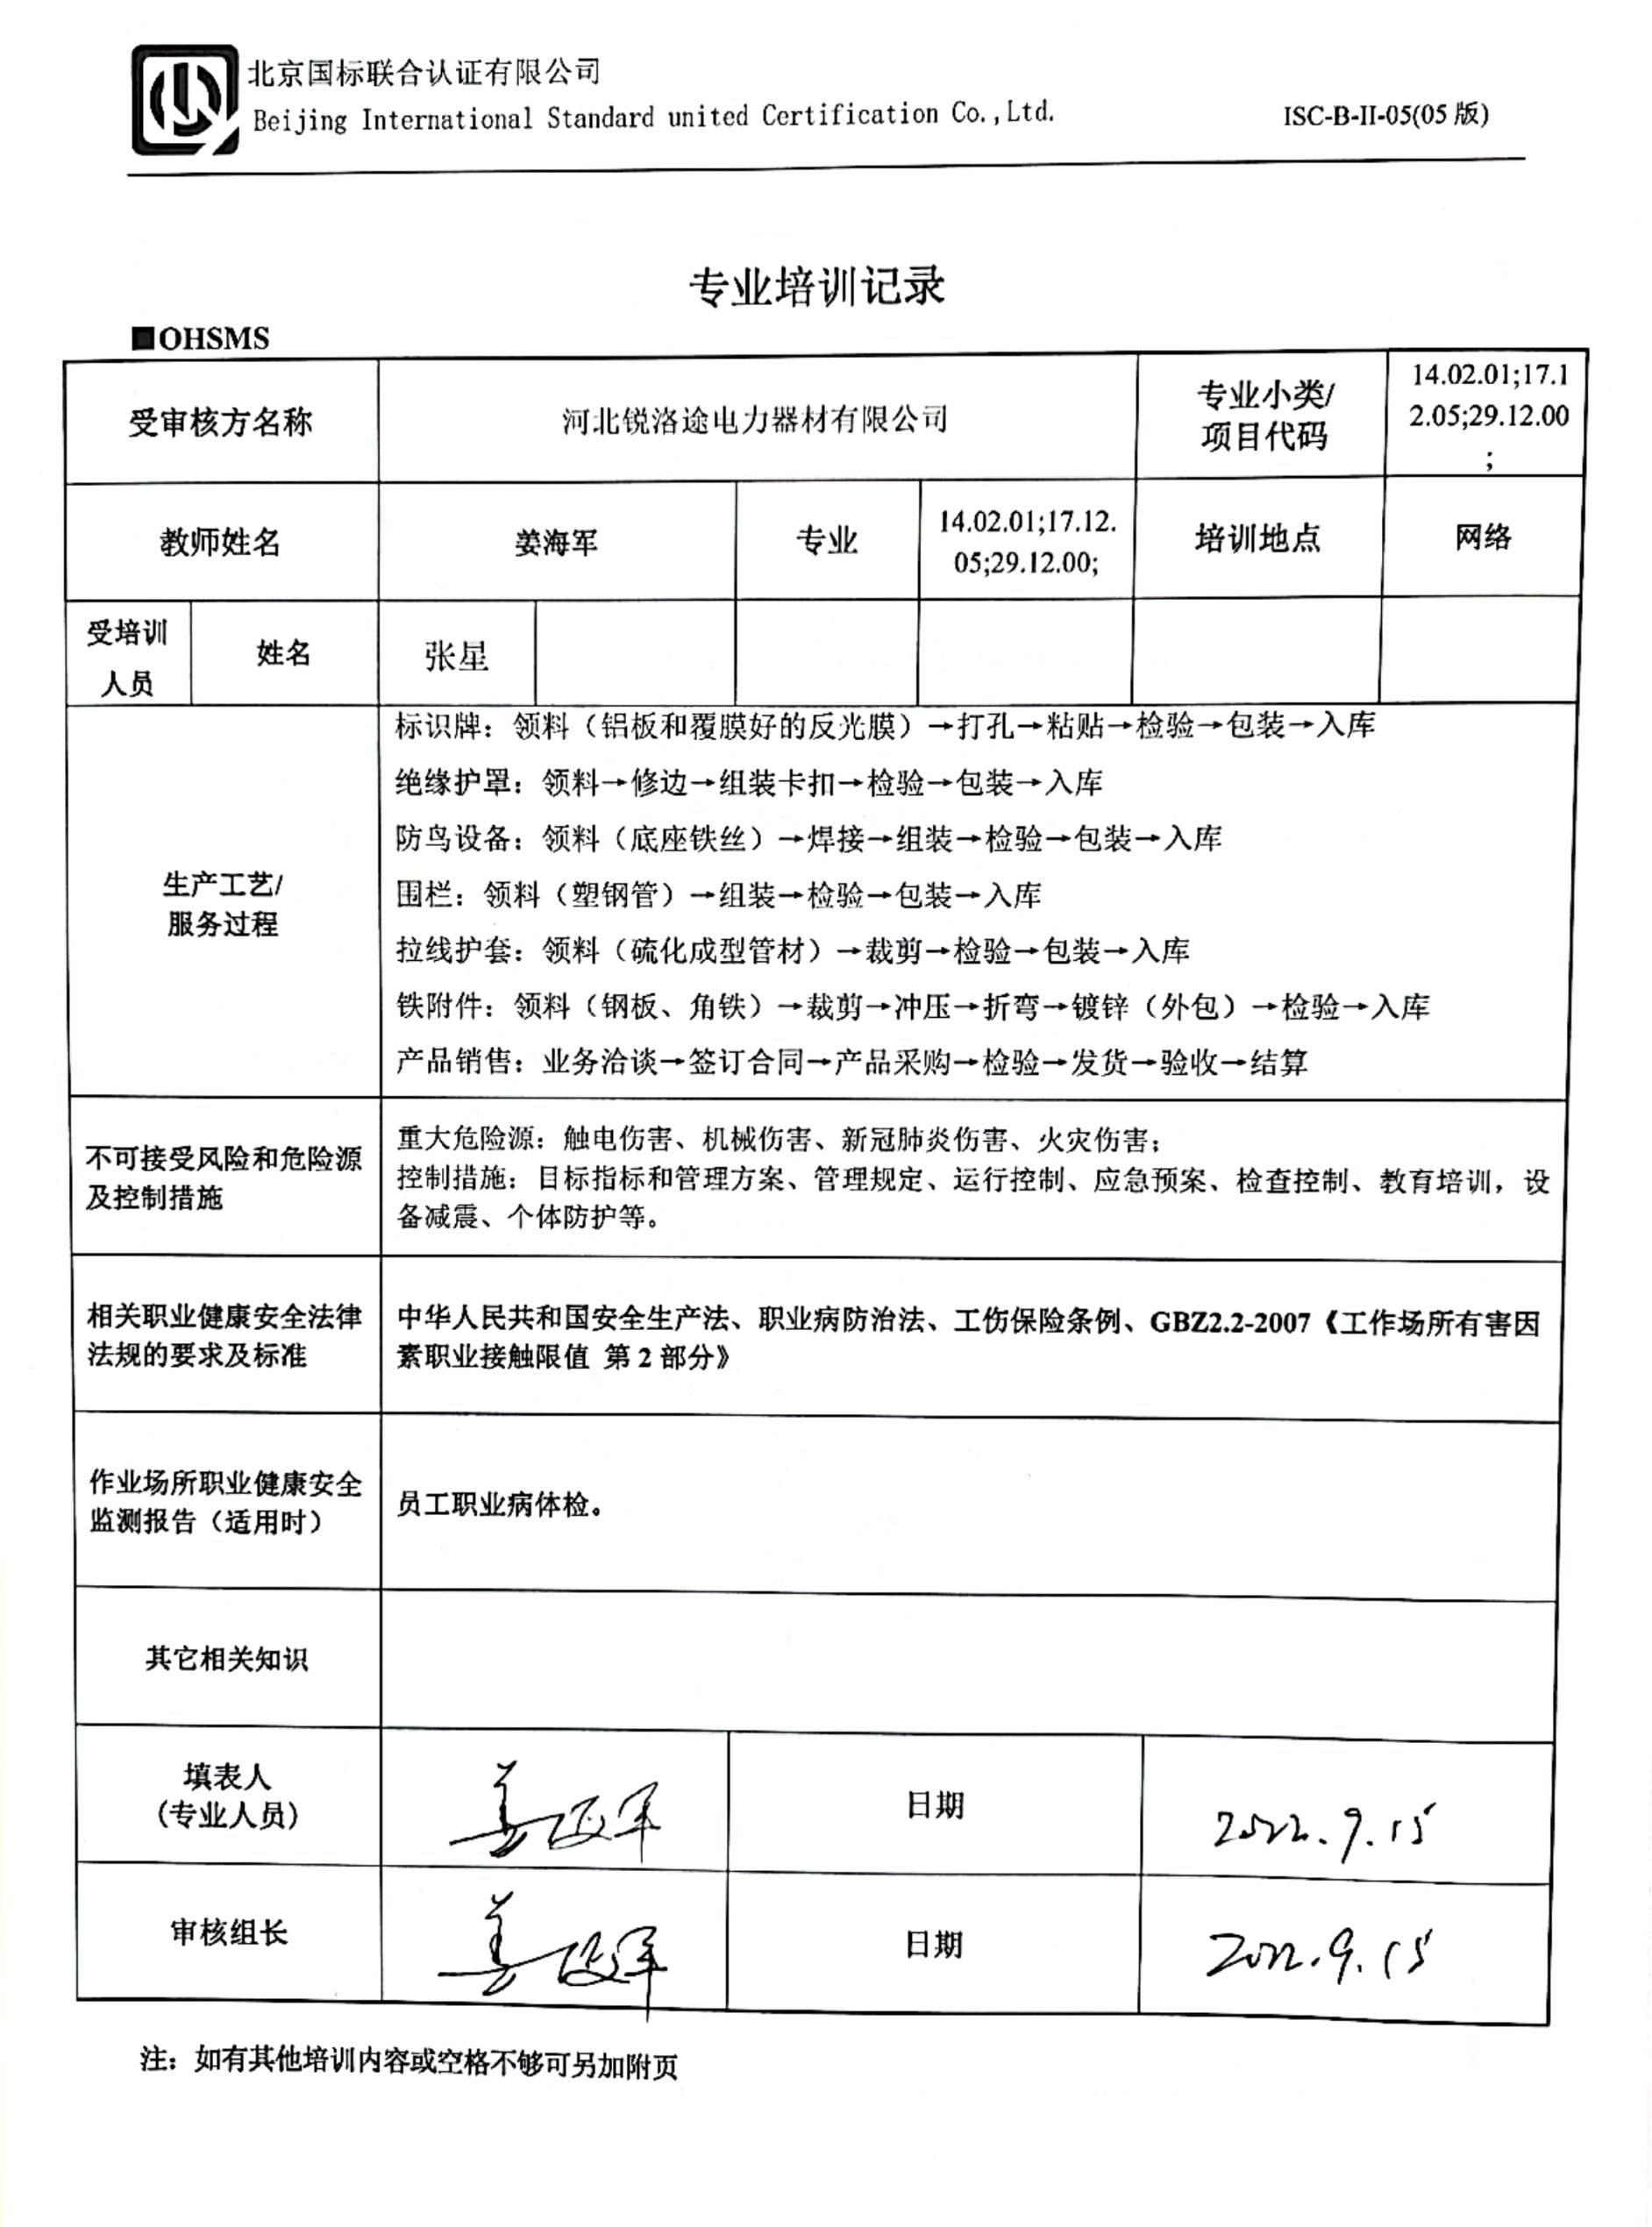 北京国标联合认证有限公司
Beijing International Standard united Certification Co.,Ltd.
ISC-B-II-05(05版)
专业培训记录
■OHSMS
受审核方名称
河北锐洛途电力器材有限公司
专业小类/
项目代码
14.02.01;17.1
2.05;29.12.00
;
教师姓名
姜海军
专业
14.02.01;17.12.
05;29.12.00;
培训地点
网络
受培训
人员
姓名
张星
生产工艺/
服务过程
标识牌：领料（铝板和覆膜好的反光膜）→打孔→粘贴→检验→包装→入库
绝缘护罩：领料→修边→组装卡扣→检验→包装→入库
防鸟设备：领料（底座铁丝）→焊接→组装→检验→包装→入库
围栏：领料（塑钢管）→组装→检验→包装→入库
拉线护套：领料（硫化成型管材）→裁剪→检验→包装→入库
铁附件：领料（钢板、角铁）→裁剪→冲压→折弯→镀锌（外包）→检验→入库
产品销售：业务洽谈→签订合同→产品采购→检验→发货→验收→结算
不可接受风险和危险源
及控制措施
重大危险源：触电伤害、机械伤害、新冠肺炎伤害、火灾伤害；
控制措施：目标指标和管理方案、管理规定、运行控制、应急预案、检查控制、教育培训，设
备减震、个体防护等。
相关职业健康安全法律
法规的要求及标准
中华人民共和国安全生产法、职业病防治法、工伤保险条例、GBZ2.2-2007《工作场所有害因
素职业接触限值 第2部分》
作业场所职业健康安全
监测报告（适用时）
员工职业病体检。
其它相关知识
填表人
（专业人员）
姜海军
日期
2022.9.15
审核组长
姜海军
日期
2022.9.15
注：如有其他培训内容或空格不够可另加附页